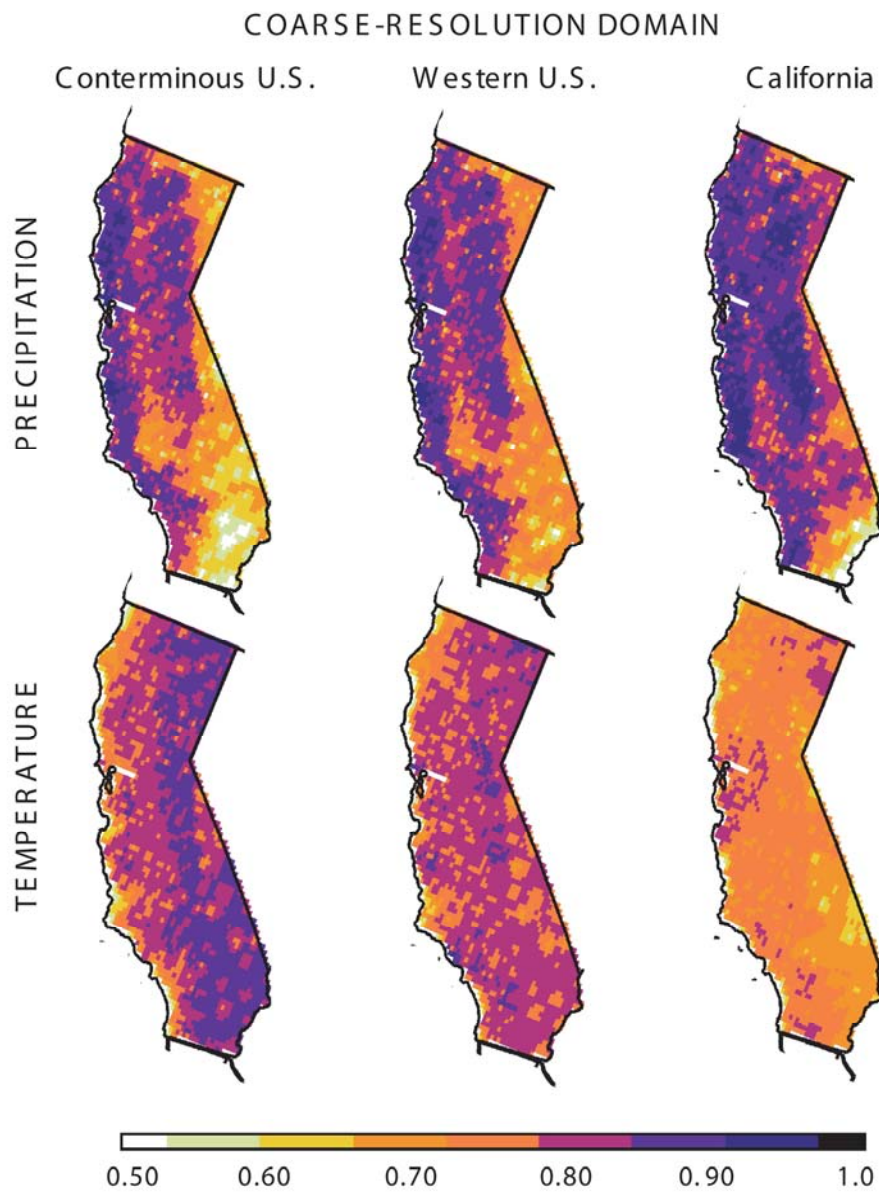 COARSE-RESOLUTION DOMAIN
Conterminous U.S. Western U.S. California
PRECIPITATION
TEMPERATURE
0.50 0.60 0.70 0.80 0.90 1.0